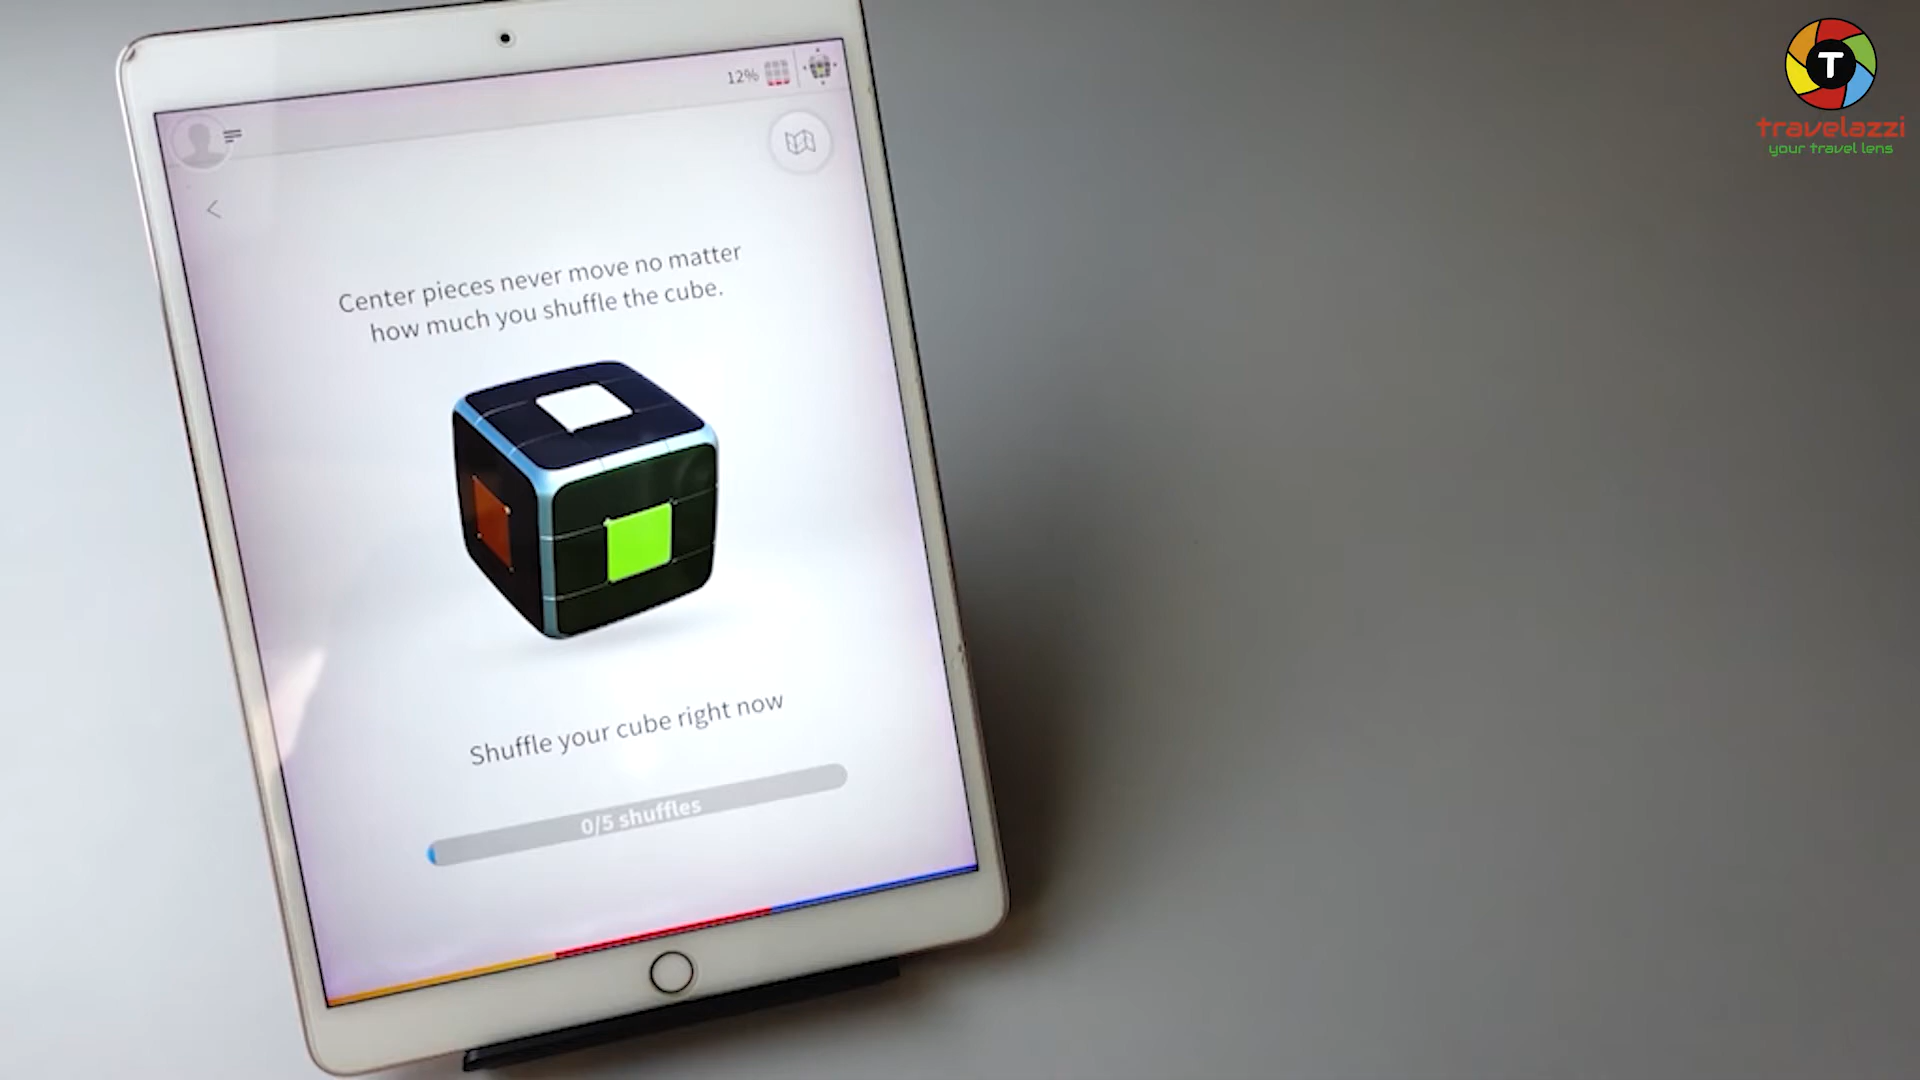 12%
Center pieces never move no matter
how much you shuffle the cube.
Shuffle your cube right now
0/5 shuffles
T
travelazzi
your travel lens